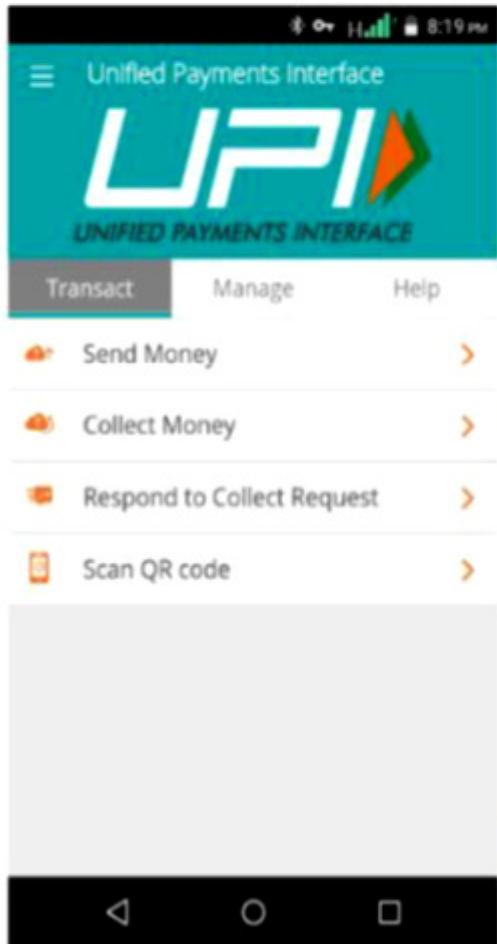 H 8:19 PM
Unified Payments Interface
UPI
UNIFIED PAYMENTS INTERFACE
Transact Manage Help
Send Money
Collect Money
Respond to Collect Request
Scan QR code